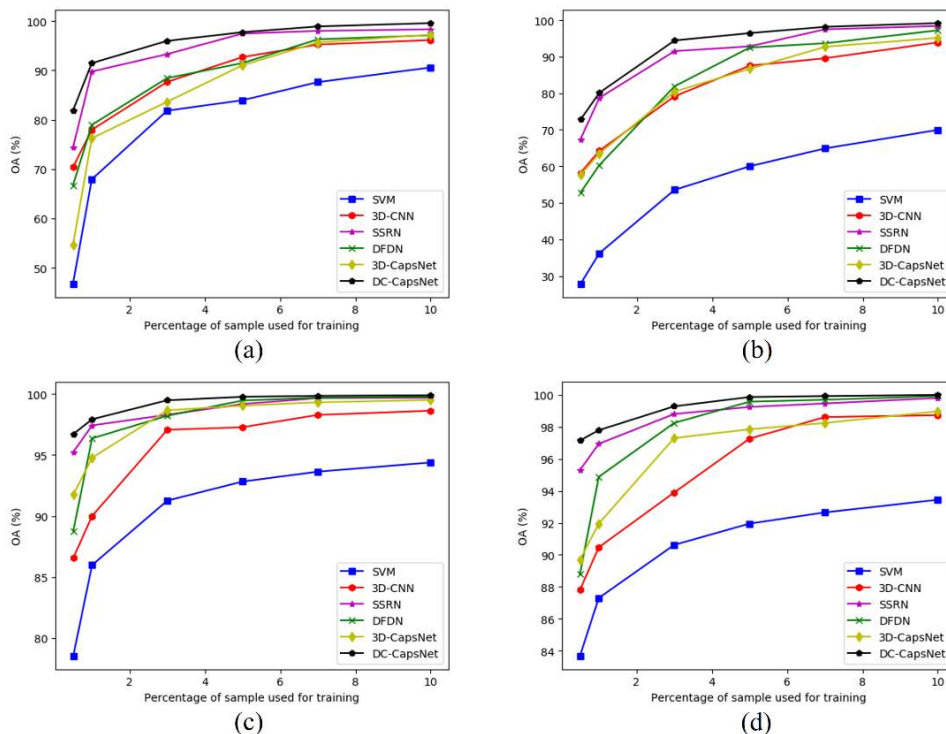 100
90
80
70
60
50
OA (%)
2 4 6 8 10
Percentage of sample used for training
SVM
3D-CNN
SSRN
DFDN
3D-CapsNet
DC-CapsNet
(a)
100
90
80
70
60
50
40
30
OA (%)
2 4 6 8 10
Percentage of sample used for training
SVM
3D-CNN
SSRN
DFDN
3D-CapsNet
DC-CapsNet
(b)
100
95
90
85
80
OA (%)
2 4 6 8 10
Percentage of sample used for training
SVM
3D-CNN
SSRN
DFDN
3D-CapsNet
DC-CapsNet
(c)
100
98
96
94
92
90
88
86
84
OA (%)
2 4 6 8 10
Percentage of sample used for training
SVM
3D-CNN
SSRN
DFDN
3D-CapsNet
DC-CapsNet
(d)